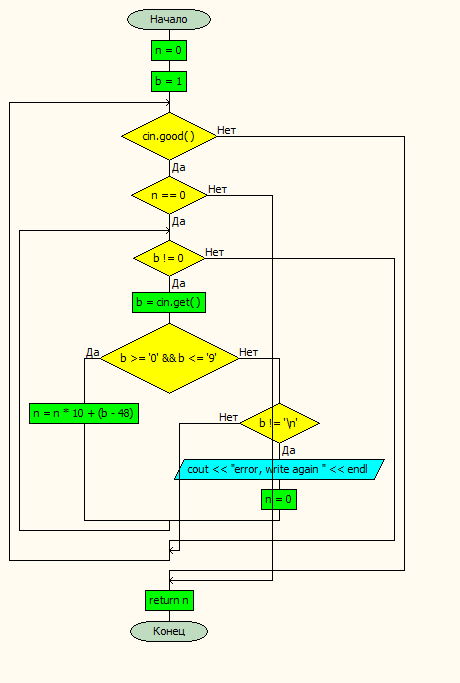 Начало
n = 0
b = 1
cin.good( )
Нет
Да
n == 0
Нет
Да
b != 0
Нет
Да
b = cin.get( )
Да
b >= '0' && b <= '9'
Нет
n = n * 10 + (b - 48)
Нет
b != '\n'
Да
cout << "error, write again " << endl
n = 0
return n
Конец